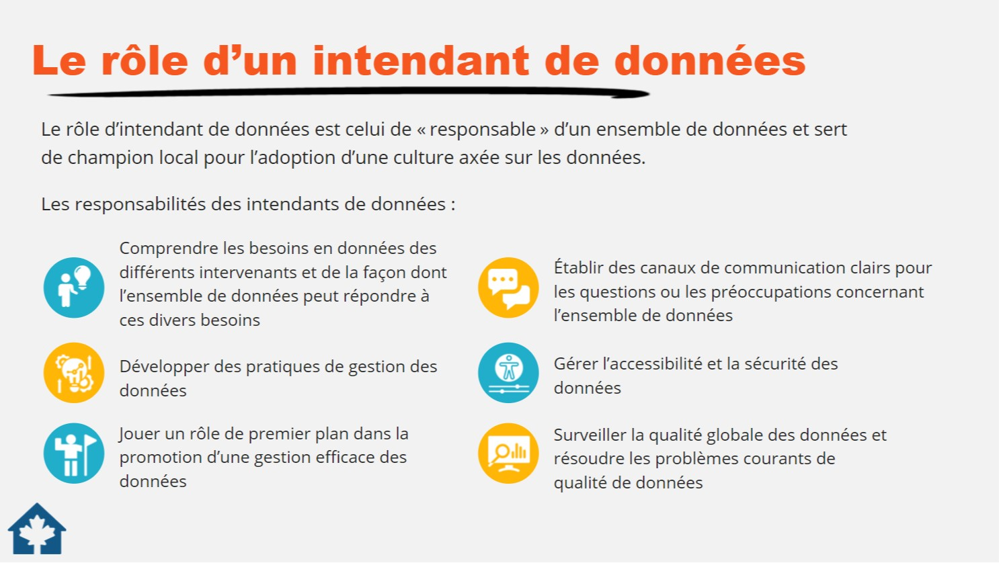 Le rôle d’un intendant de données
Le rôle d’intendant de données est celui de « responsable » d’un ensemble de données et sert
de champion local pour l’adoption d’une culture axée sur les données.
Les responsabilités des intendants de données :
Comprendre les besoins en données des
différents intervenants et de la façon dont
l’ensemble de données peut répondre à
ces divers besoins
Établir des canaux de communication clairs pour
les questions ou les préoccupations concernant
l’ensemble de données
Développer des pratiques de gestion des
données
Gérer l’accessibilité et la sécurité des
données
Jouer un rôle de premier plan dans la
promotion d’une gestion efficace des
données
Surveiller la qualité globale des données et
résoudre les problèmes courants de
qualité de données